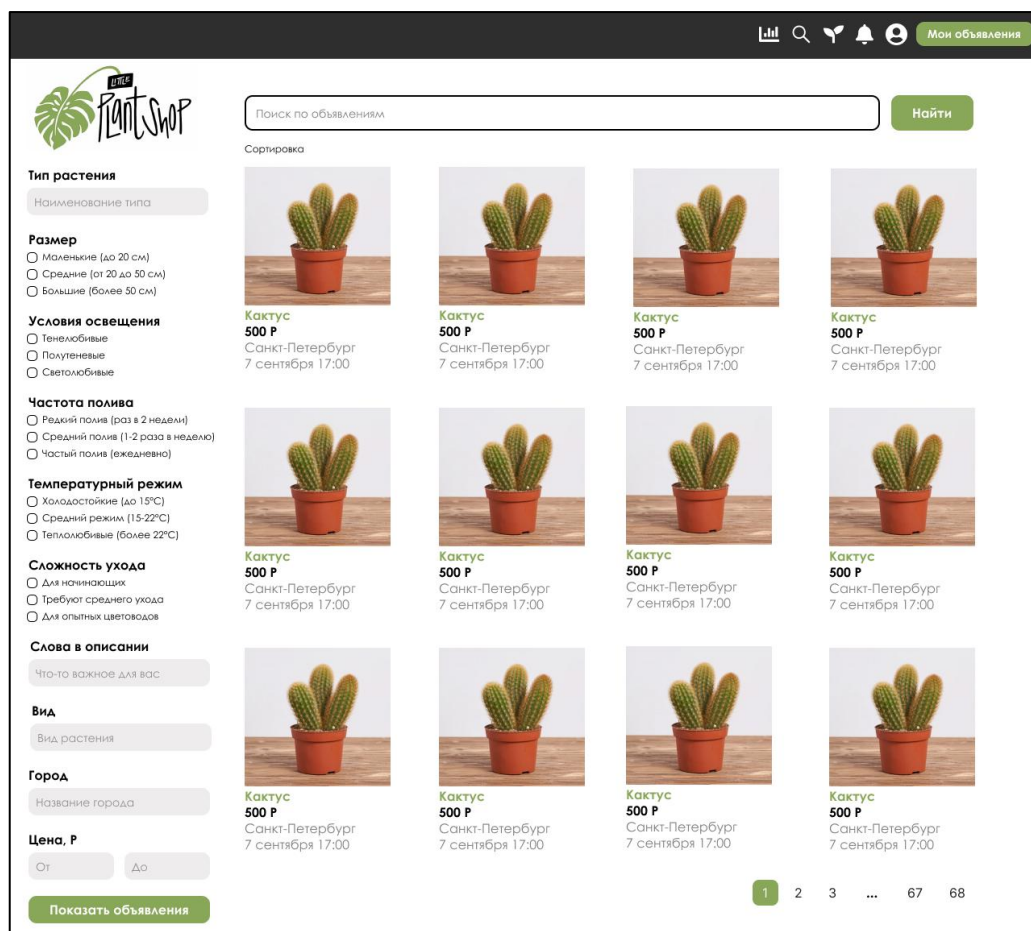 Мои объявления
LITTLE
Plant Shop
Поиск по объявлениям
Найти
Сортировка
Тип растения
Наименование типа
Размер
Маленькие (до 20 см)
Средние (от 20 до 50 см)
Большие (более 50 см)
Условия освещения
Тенелюбивые
Полутеневые
Светолюбивые
Частота полива
Редкий полив (раз в 2 недели)
Средний полив (1-2 раза в неделю)
Частый полив (ежедневно)
Температурный режим
Холодостойкие (до 15°C)
Средний режим (15-22°C)
Теплолюбивые (более 22°C)
Сложность ухода
Для начинающих
Требуют среднего ухода
Для опытных цветоводов
Слова в описании
Что-то важное для вас
Вид
Вид растения
Город
Название города
Цена, Р
От До
Показать объявления
Кактус Кактус Кактус Кактус
500 Р 500 Р 500 Р 500 Р
Санкт-Петербург Санкт-Петербург Санкт-Петербург Санкт-Петербург
7 сентября 17:00 7 сентября 17:00 7 сентября 17:00 7 сентября 17:00
Кактус Кактус Кактус Кактус
500 Р 500 Р 500 Р 500 Р
Санкт-Петербург Санкт-Петербург Санкт-Петербург Санкт-Петербург
7 сентября 17:00 7 сентября 17:00 7 сентября 17:00 7 сентября 17:00
Кактус Кактус Кактус Кактус
500 Р 500 Р 500 Р 500 Р
Санкт-Петербург Санкт-Петербург Санкт-Петербург Санкт-Петербург
7 сентября 17:00 7 сентября 17:00 7 сентября 17:00 7 сентября 17:00
1 2 3 ... 67 68